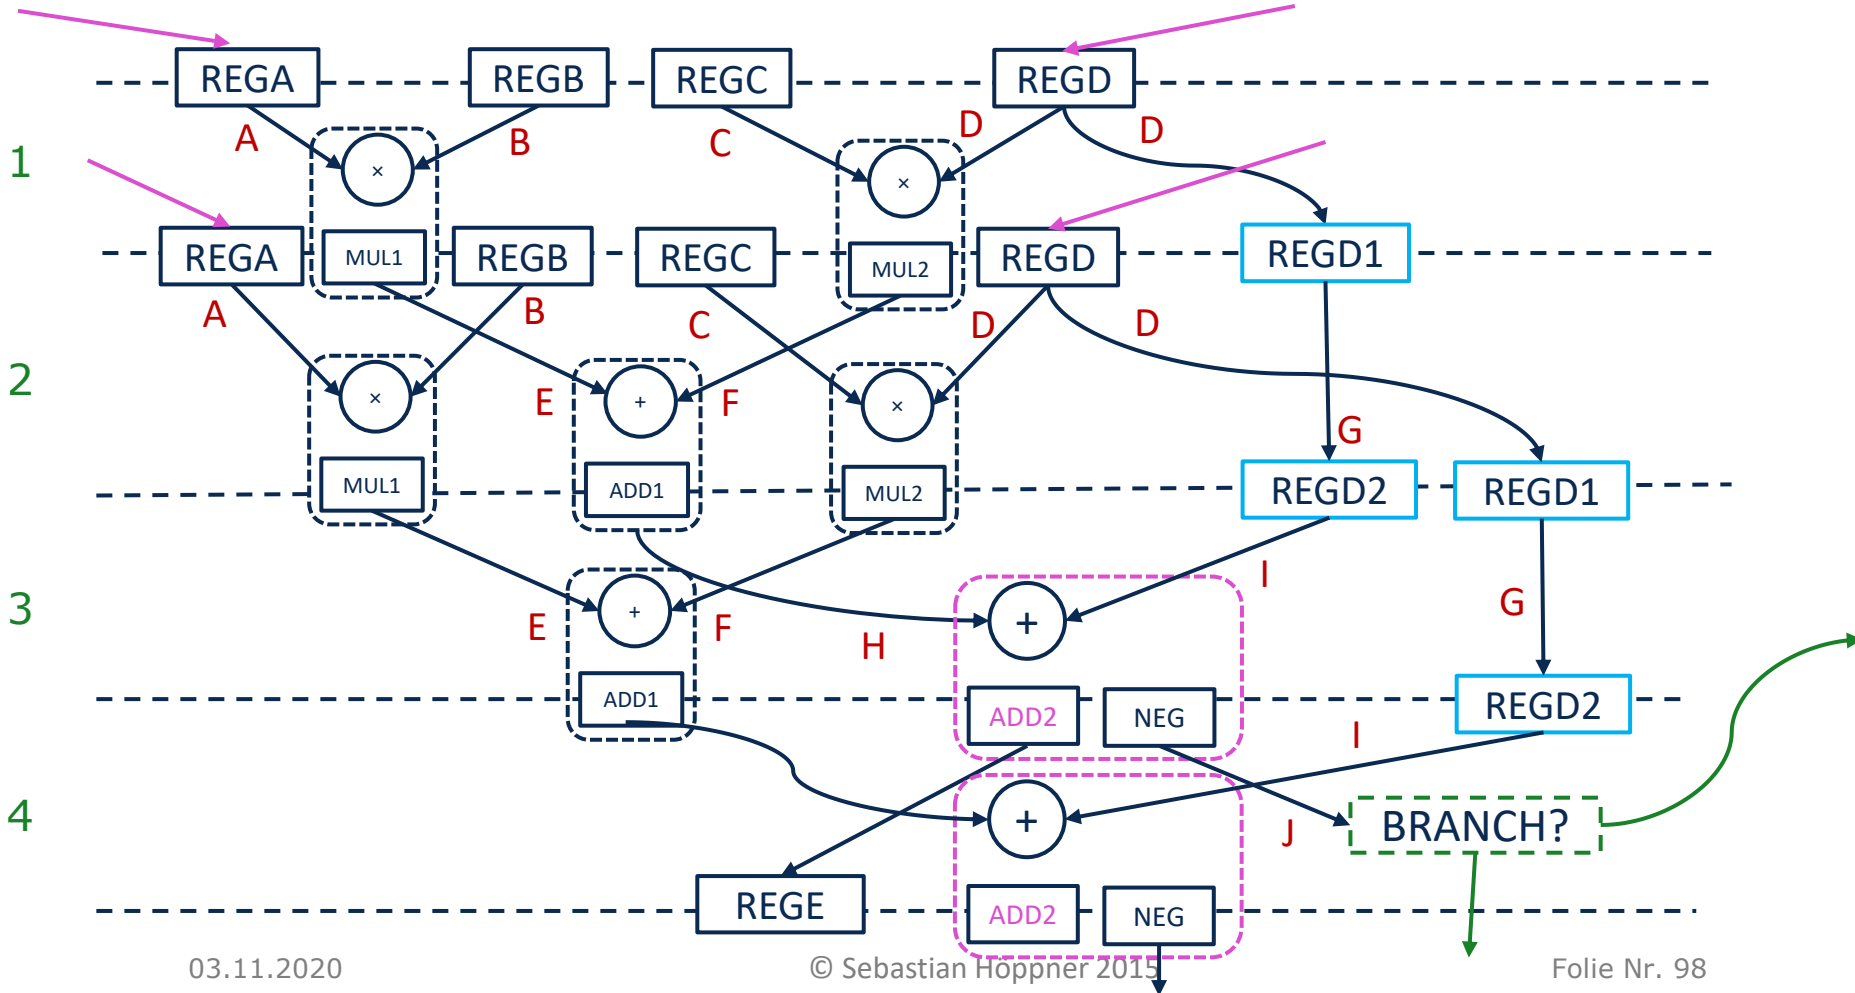 REGA REGB REGC REGD
A B C D D
1 × ×
REGA MUL1 REGB REGC MUL2 REGD REGD1
A B C D D
2 × E + F × G
MUL1 ADD1 MUL2 REGD2 REGD1
I
3 E + F H + G
ADD1 ADD2 NEG REGD2
I
4 + J BRANCH?
REGE ADD2 NEG
03.11.2020 © Sebastian Höppner 2015 Folie Nr. 98